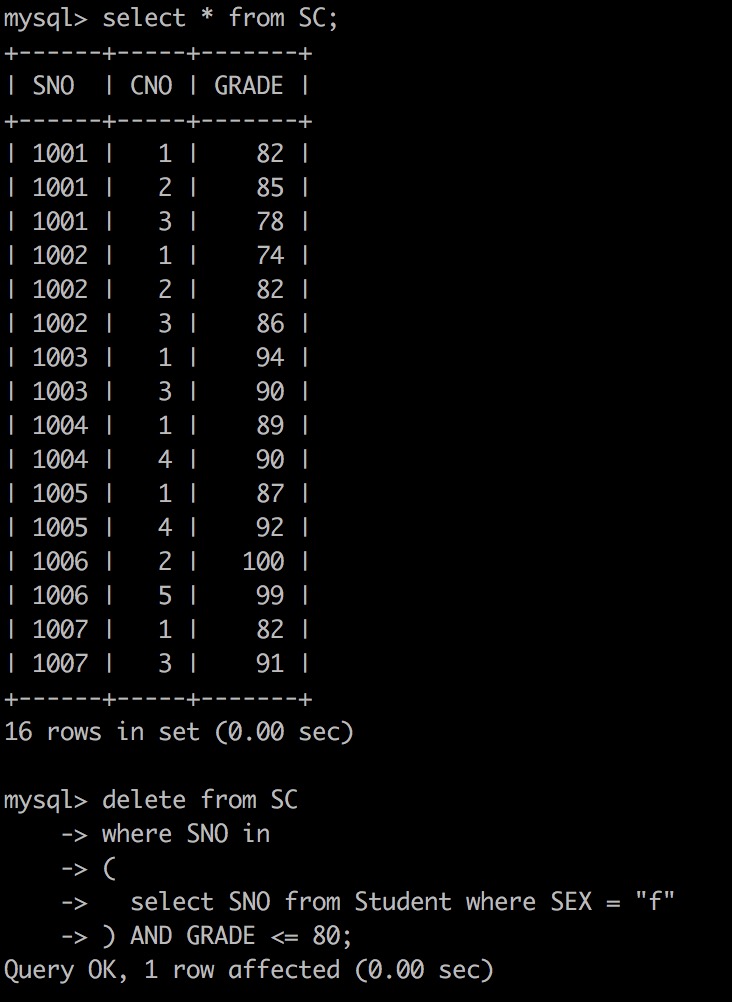 mysql> select * from SC;
+------+-----+-------+
| SNO  | CNO | GRADE |
+------+-----+-------+
| 1001 |   1 |    82 |
| 1001 |   2 |    85 |
| 1001 |   3 |    78 |
| 1002 |   1 |    74 |
| 1002 |   2 |    82 |
| 1002 |   3 |    86 |
| 1003 |   1 |    94 |
| 1003 |   3 |    90 |
| 1004 |   1 |    89 |
| 1004 |   4 |    90 |
| 1005 |   1 |    87 |
| 1005 |   4 |    92 |
| 1006 |   2 |   100 |
| 1006 |   5 |    99 |
| 1007 |   1 |    82 |
| 1007 |   3 |    91 |
+------+-----+-------+
16 rows in set (0.00 sec)

mysql> delete from SC
    -> where SNO in
    -> (
    ->   select SNO from Student where SEX = "f"
    -> ) AND GRADE <= 80;
Query OK, 1 row affected (0.00 sec)